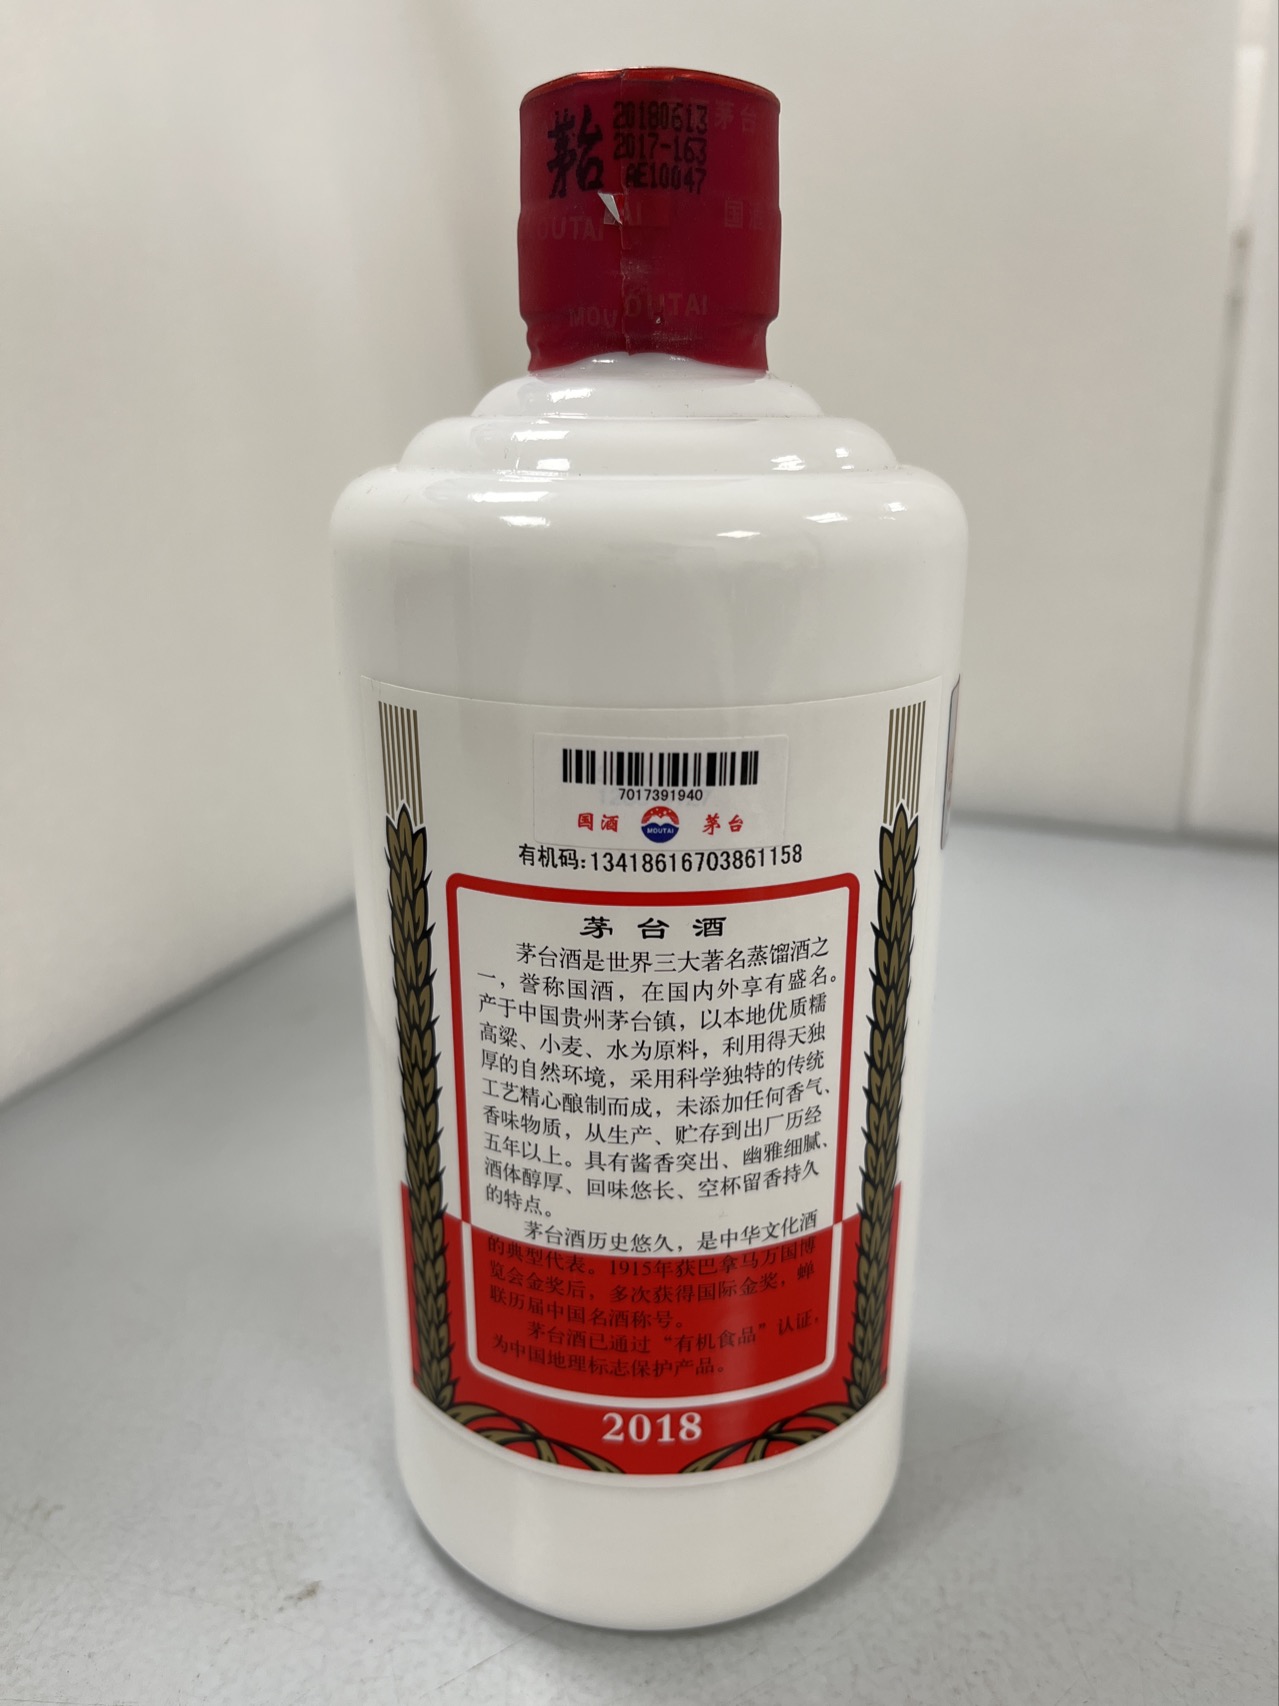 茅台
20180613
2017-163
AE10047
茅台
OUTAI
AI
国酒
MOU
OUTAI
7017391940
国酒 MOUTAI 茅台
有机码:13418616703861158
茅台酒
茅台酒是世界三大著名蒸馏酒之
一，誉称国酒，在国内外享有盛名。
产于中国贵州茅台镇，以本地优质糯
高粱、小麦、水为原料，利用得天独
厚的自然环境，采用科学独特的传统
工艺精心酿制而成，未添加任何香气、
香味物质，从生产、贮存到出厂历经
五年以上。具有酱香突出、幽雅细腻、
酒体醇厚、回味悠长、空杯留香持久
的特点。
茅台酒历史悠久，是中华文化酒
的典型代表。1915年获巴拿马万国博
览会金奖后，多次获得国际金奖，蝉
联历届中国名酒称号。
茅台酒已通过“有机食品”认证，
为中国地理标志保护产品。
2018